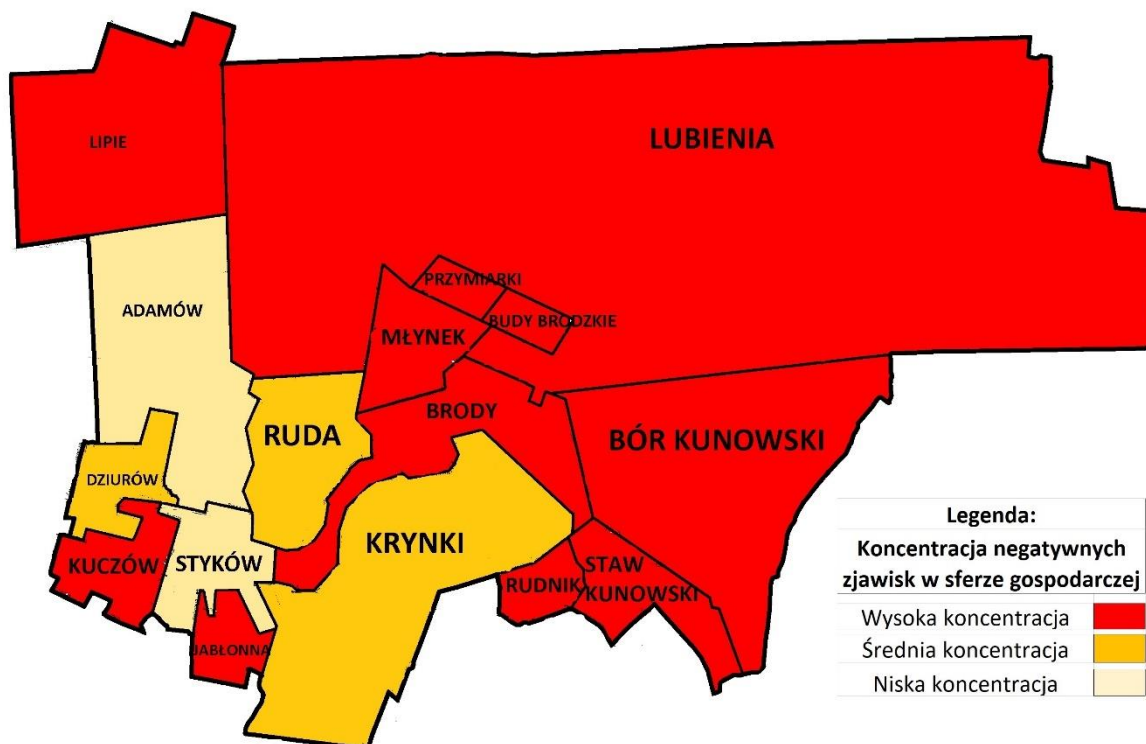 LIPIE
LUBIENIA
PRZYMIARKI
ADAMÓW
BUDY BRODZKIE
MŁYNEK
BRODY
RUDA
BÓR KUNOWSKI
DZIURÓW
KRYNKI
KUCZÓW
STYKÓW
STAW
KUNOWSKI
RUDNIK
JABŁONNA
Legenda:
Koncentracja negatywnych
zjawisk w sferze gospodarczej
Wysoka koncentracja
Średnia koncentracja
Niska koncentracja